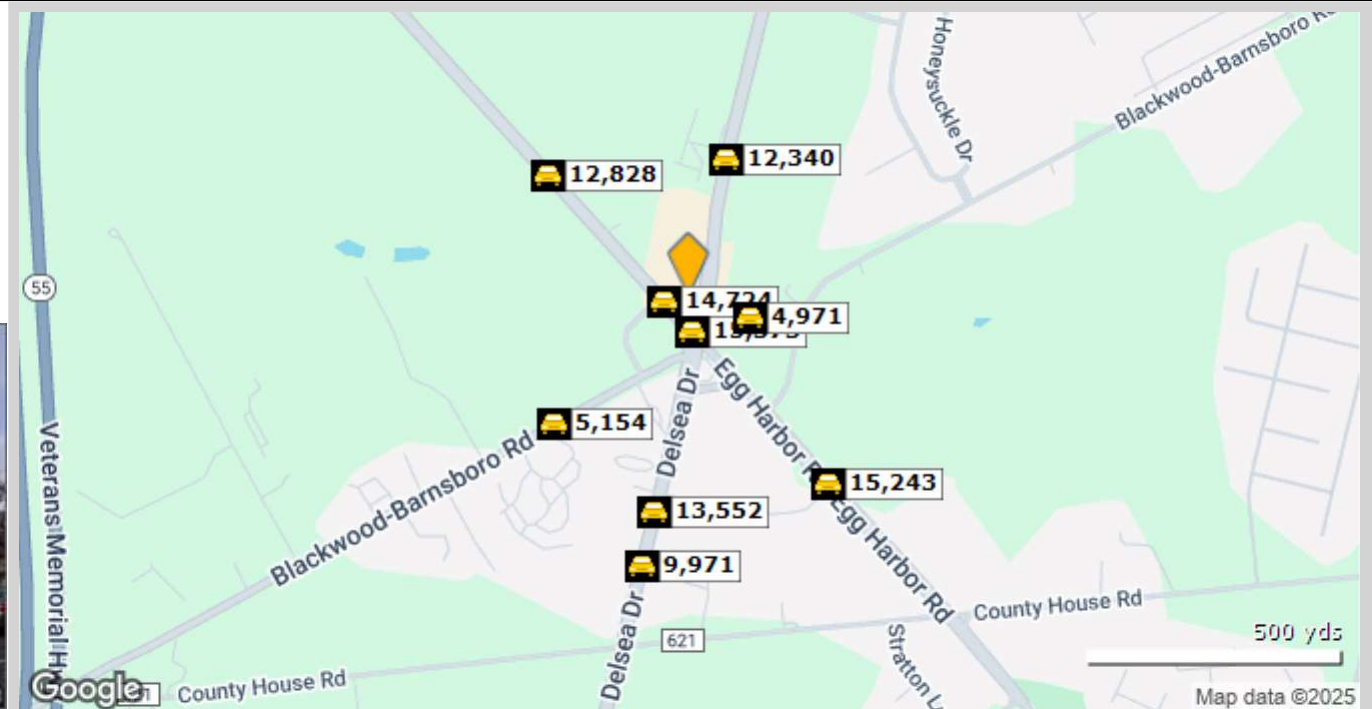 Honeysuckle Dr
Blackwood-Barnsboro
12,828
12,340
55
14,724
4,971
5,154
Delsea Dr
Egg Harbor
15,243
Blackwood-Barnsboro Rd
Veterans Memorial
13,552
Egg Harbor Rd
9,971
County House Rd
621
500 yds
Delsea Dr
Stratton
County House Rd
Google
Map data ©2025